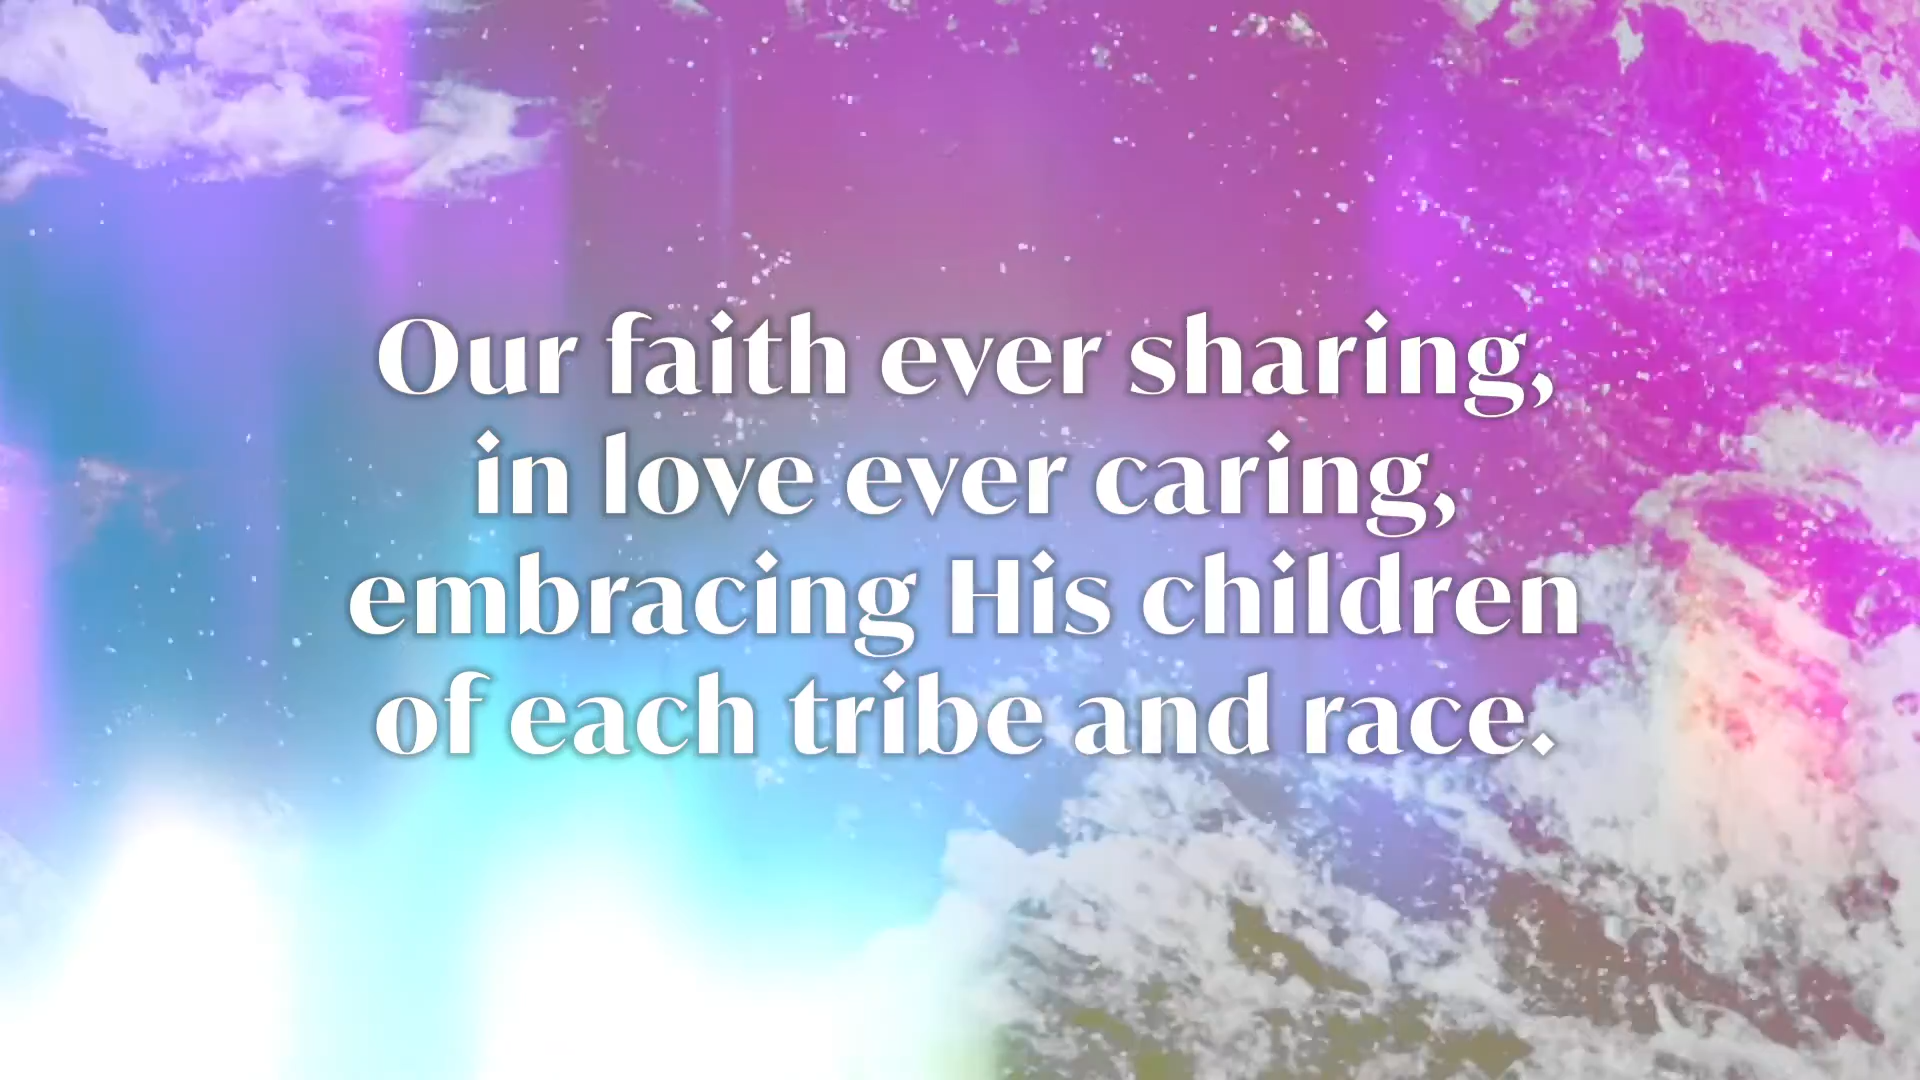 Our faith ever sharing,
in love ever caring,
embracing His children
of each tribe and race.